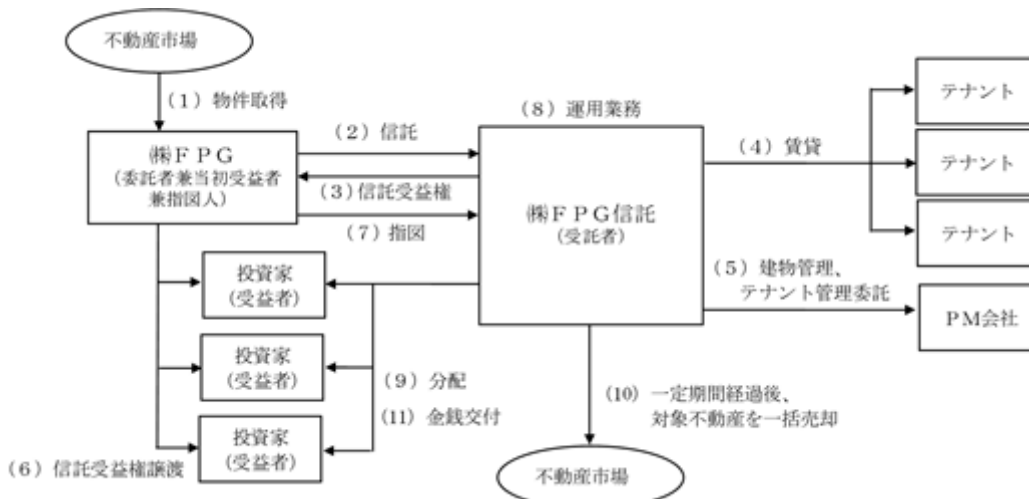 不動産市場
(1)物件取得
㈱FPG
(委託者兼当初受益者
兼指図人)
(2)信託
(3)信託受益権
(7)指図
(8)運用業務
㈱FPG信託
(受託者)
(4)賃貸
テナント
テナント
テナント
(5)建物管理、
テナント管理委託
PM会社
投資家
(受益者)
投資家
(受益者)
投資家
(受益者)
(6)信託受益権譲渡
(9)分配
(11)金銭交付
(10)一定期間経過後、
対象不動産を一括売却
不動産市場